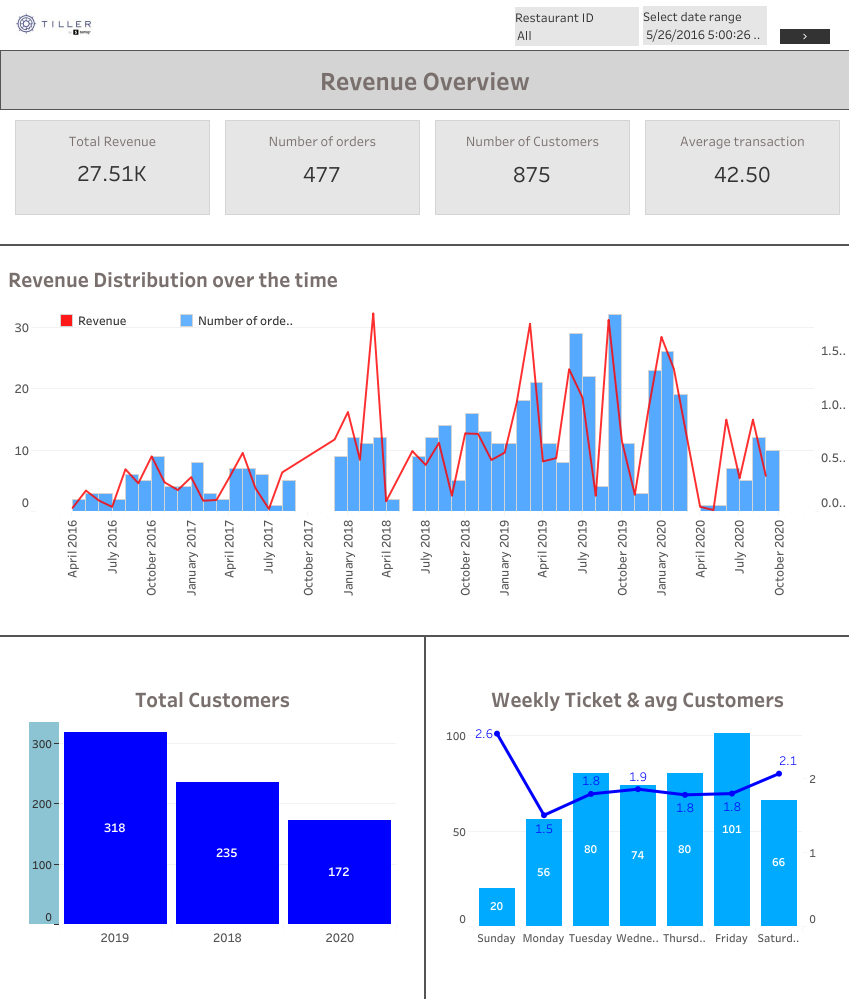 TILLER
Restaurant ID
All
Select date range
5/26/2016 5:00:26 ..
>
Revenue Overview
Total Revenue
27.51K
Number of orders
477
Number of Customers
875
Average transaction
42.50
Revenue Distribution over the time
Revenue
Number of orde..
30
20
10
0
1.5..
1.0..
0.5..
0.0..
April 2016
July 2016
October 2016
January 2017
April 2017
July 2017
October 2017
January 2018
April 2018
July 2018
October 2018
January 2019
April 2019
July 2019
October 2019
January 2020
April 2020
July 2020
October 2020
Total Customers
300
200
100
0
318
235
172
2019
2018
2020
Weekly Ticket & avg Customers
100
50
0
2.6
1.5
1.8
1.9
1.8
1.8
2.1
20
56
80
74
80
101
66
2
1
0
Sunday
Monday
Tuesday
Wedne..
Thursd..
Friday
Saturd..